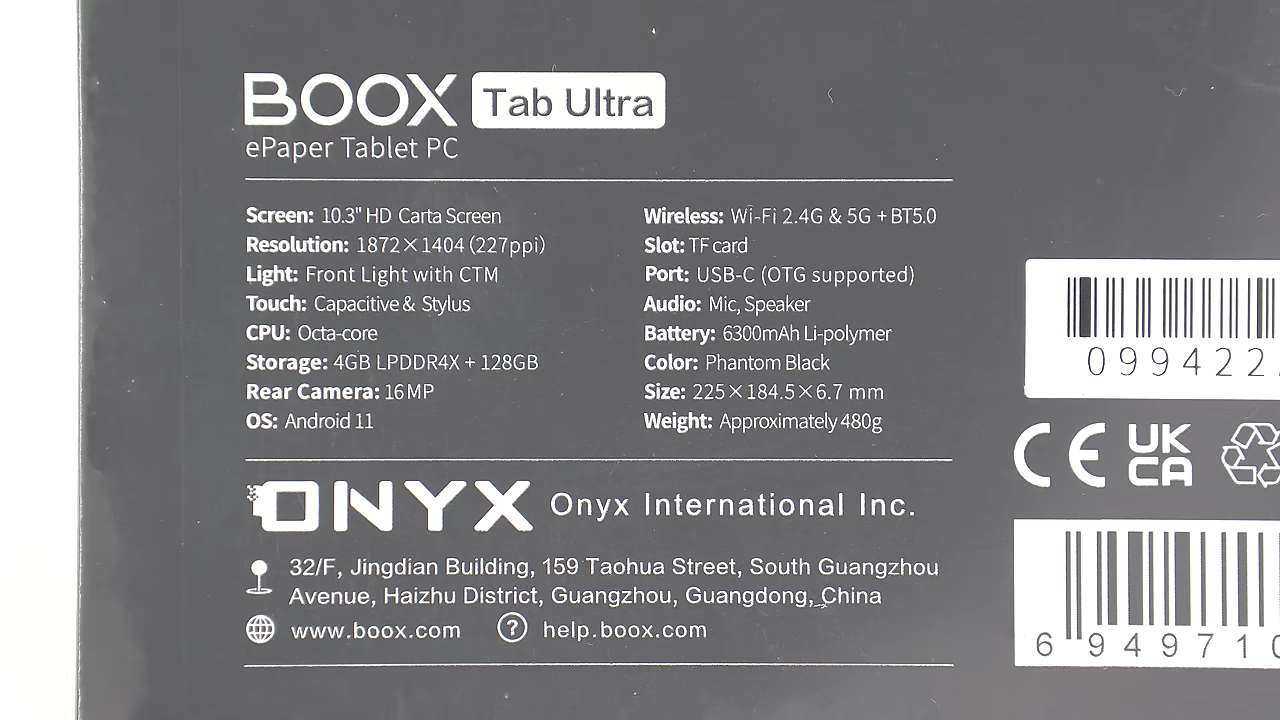 BOOX Tab Ultra
ePaper Tablet PC
Screen: 10.3" HD Carta Screen
Resolution: 1872×1404 (227ppi)
Light: Front Light with CTM
Touch: Capacitive & Stylus
CPU: Octa-core
Storage: 4GB LPDDR4X + 128GB
Rear Camera: 16MP
OS: Android 11
Wireless: Wi-Fi 2.4G & 5G + BT5.0
Slot: TF card
Port: USB-C (OTG supported)
Audio: Mic, Speaker
Battery: 6300mAh Li-polymer
Color: Phantom Black
Size: 225×184.5×6.7 mm
Weight: Approximately 480g
ONYX Onyx International Inc.
32/F, Jingdian Building, 159 Taohua Street, South Guangzhou
Avenue, Haizhu District, Guangzhou, Guangdong, China
www.boox.com ? help.boox.com
099422
CE UK
CA
6 949710